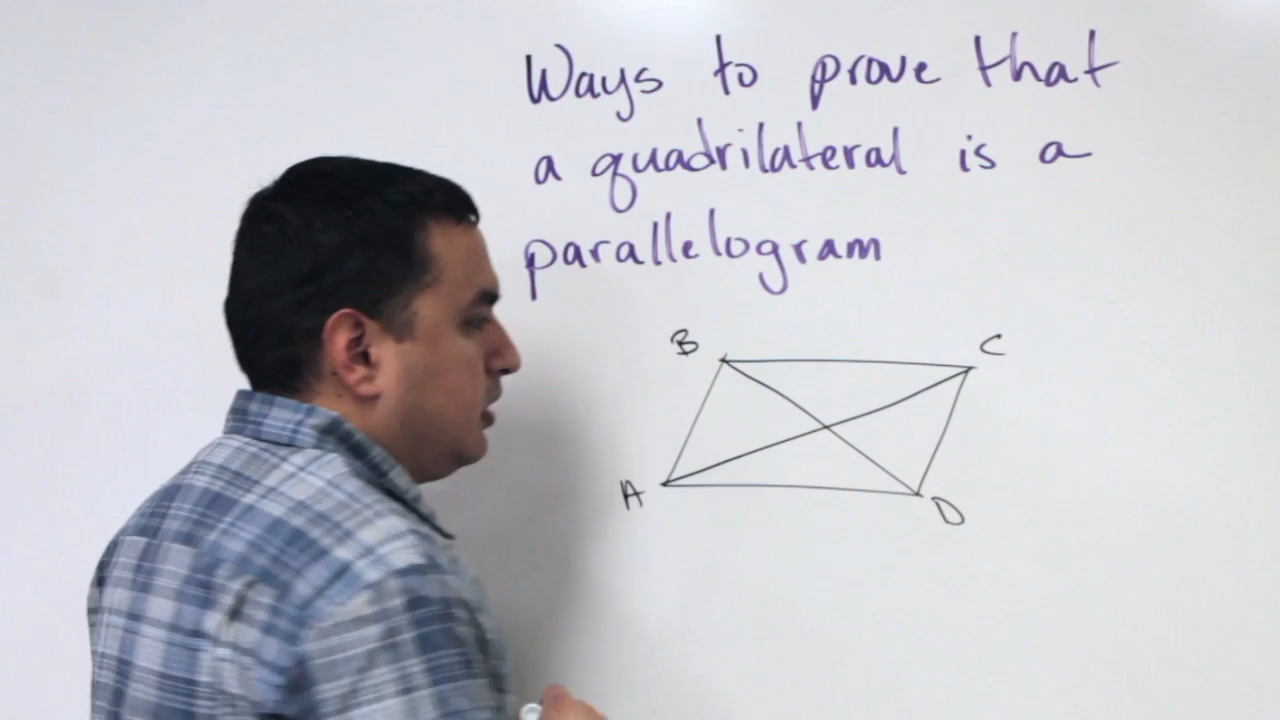 Ways to prove that
a quadrilateral is a
parallelogram
B C
A D